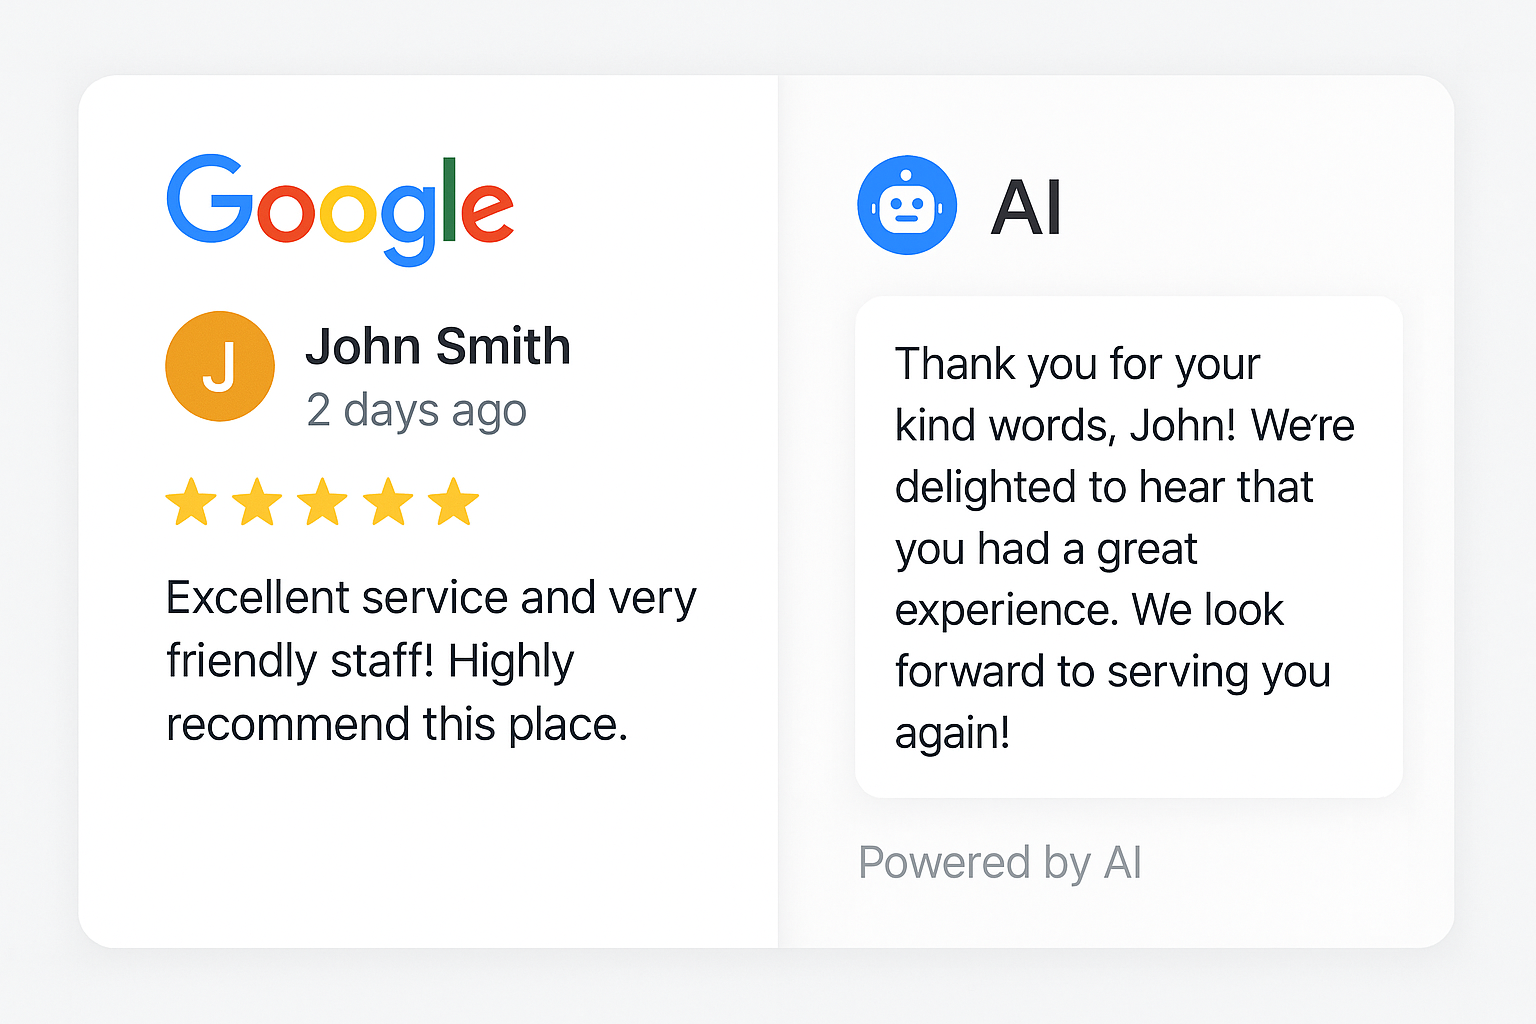 Google
J
John Smith
2 days ago
Excellent service and very
friendly staff! Highly
recommend this place.
AI
Thank you for your
kind words, John! We′re
delighted to hear that
you had a great
experience. We look
forward to serving you
again!
Powered by AI